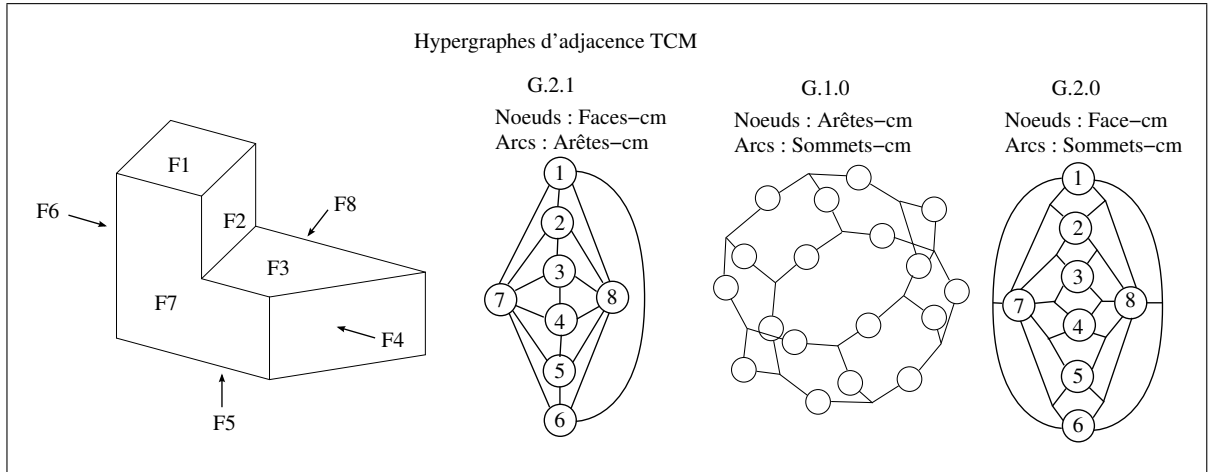 Hypergraphes d'adjacence TCM
G.2.1
Noeuds : Faces−cm
Arcs : Arêtes−cm
G.1.0
Noeuds : Arêtes−cm
Arcs : Sommets−cm
G.2.0
Noeuds : Face−cm
Arcs : Sommets−cm
F1
F6
F2
F8
F3
F7
F4
F5
1
2
3
7
8
4
5
6
1
2
3
7
8
4
5
6